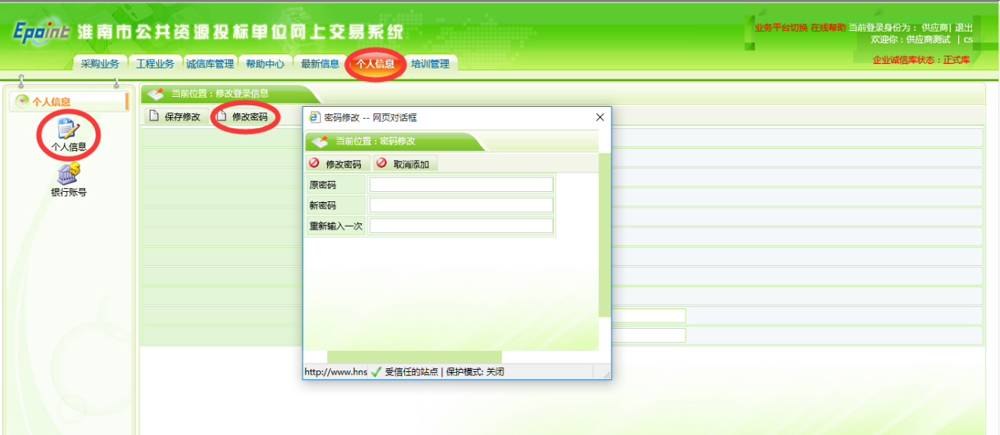 Epoint 淮南市公共资源投标单位网上交易系统
业务平台切换 在线帮助 当前登录身份为： 供应商| 退出
欢迎你：供应商测试 | cs
企业诚信库状态：正式库
采购业务 工程业务 诚信库管理 帮助中心 最新信息 个人信息 培训管理
个人信息
个人信息
银行账号
当前位置：修改登录信息
保存修改 修改密码
密码修改 -- 网页对话框
当前位置：密码修改
修改密码 取消添加
原密码
新密码
重新输入一次
http://www.hns 受信任的站点 | 保护模式: 关闭